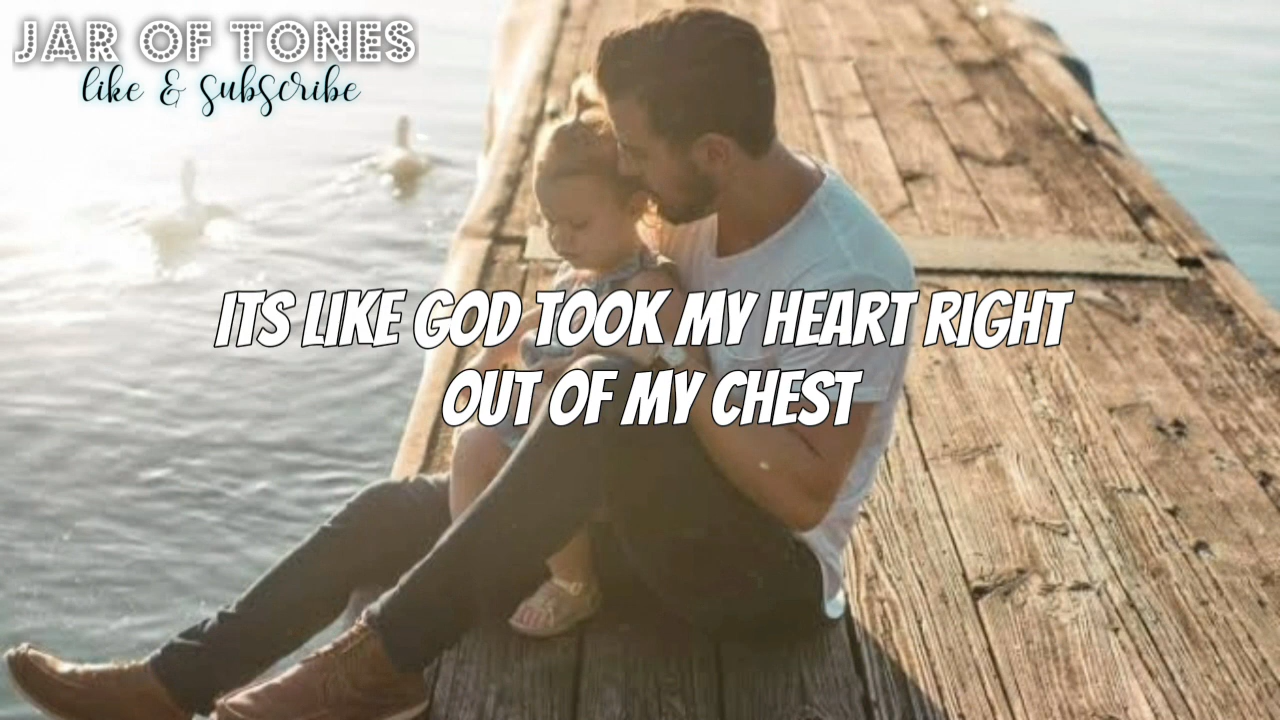 JAR OF TONES
like & subscribe
ITS LIKE GOD TOOK MY HEART RIGHT
OUT OF MY CHEST